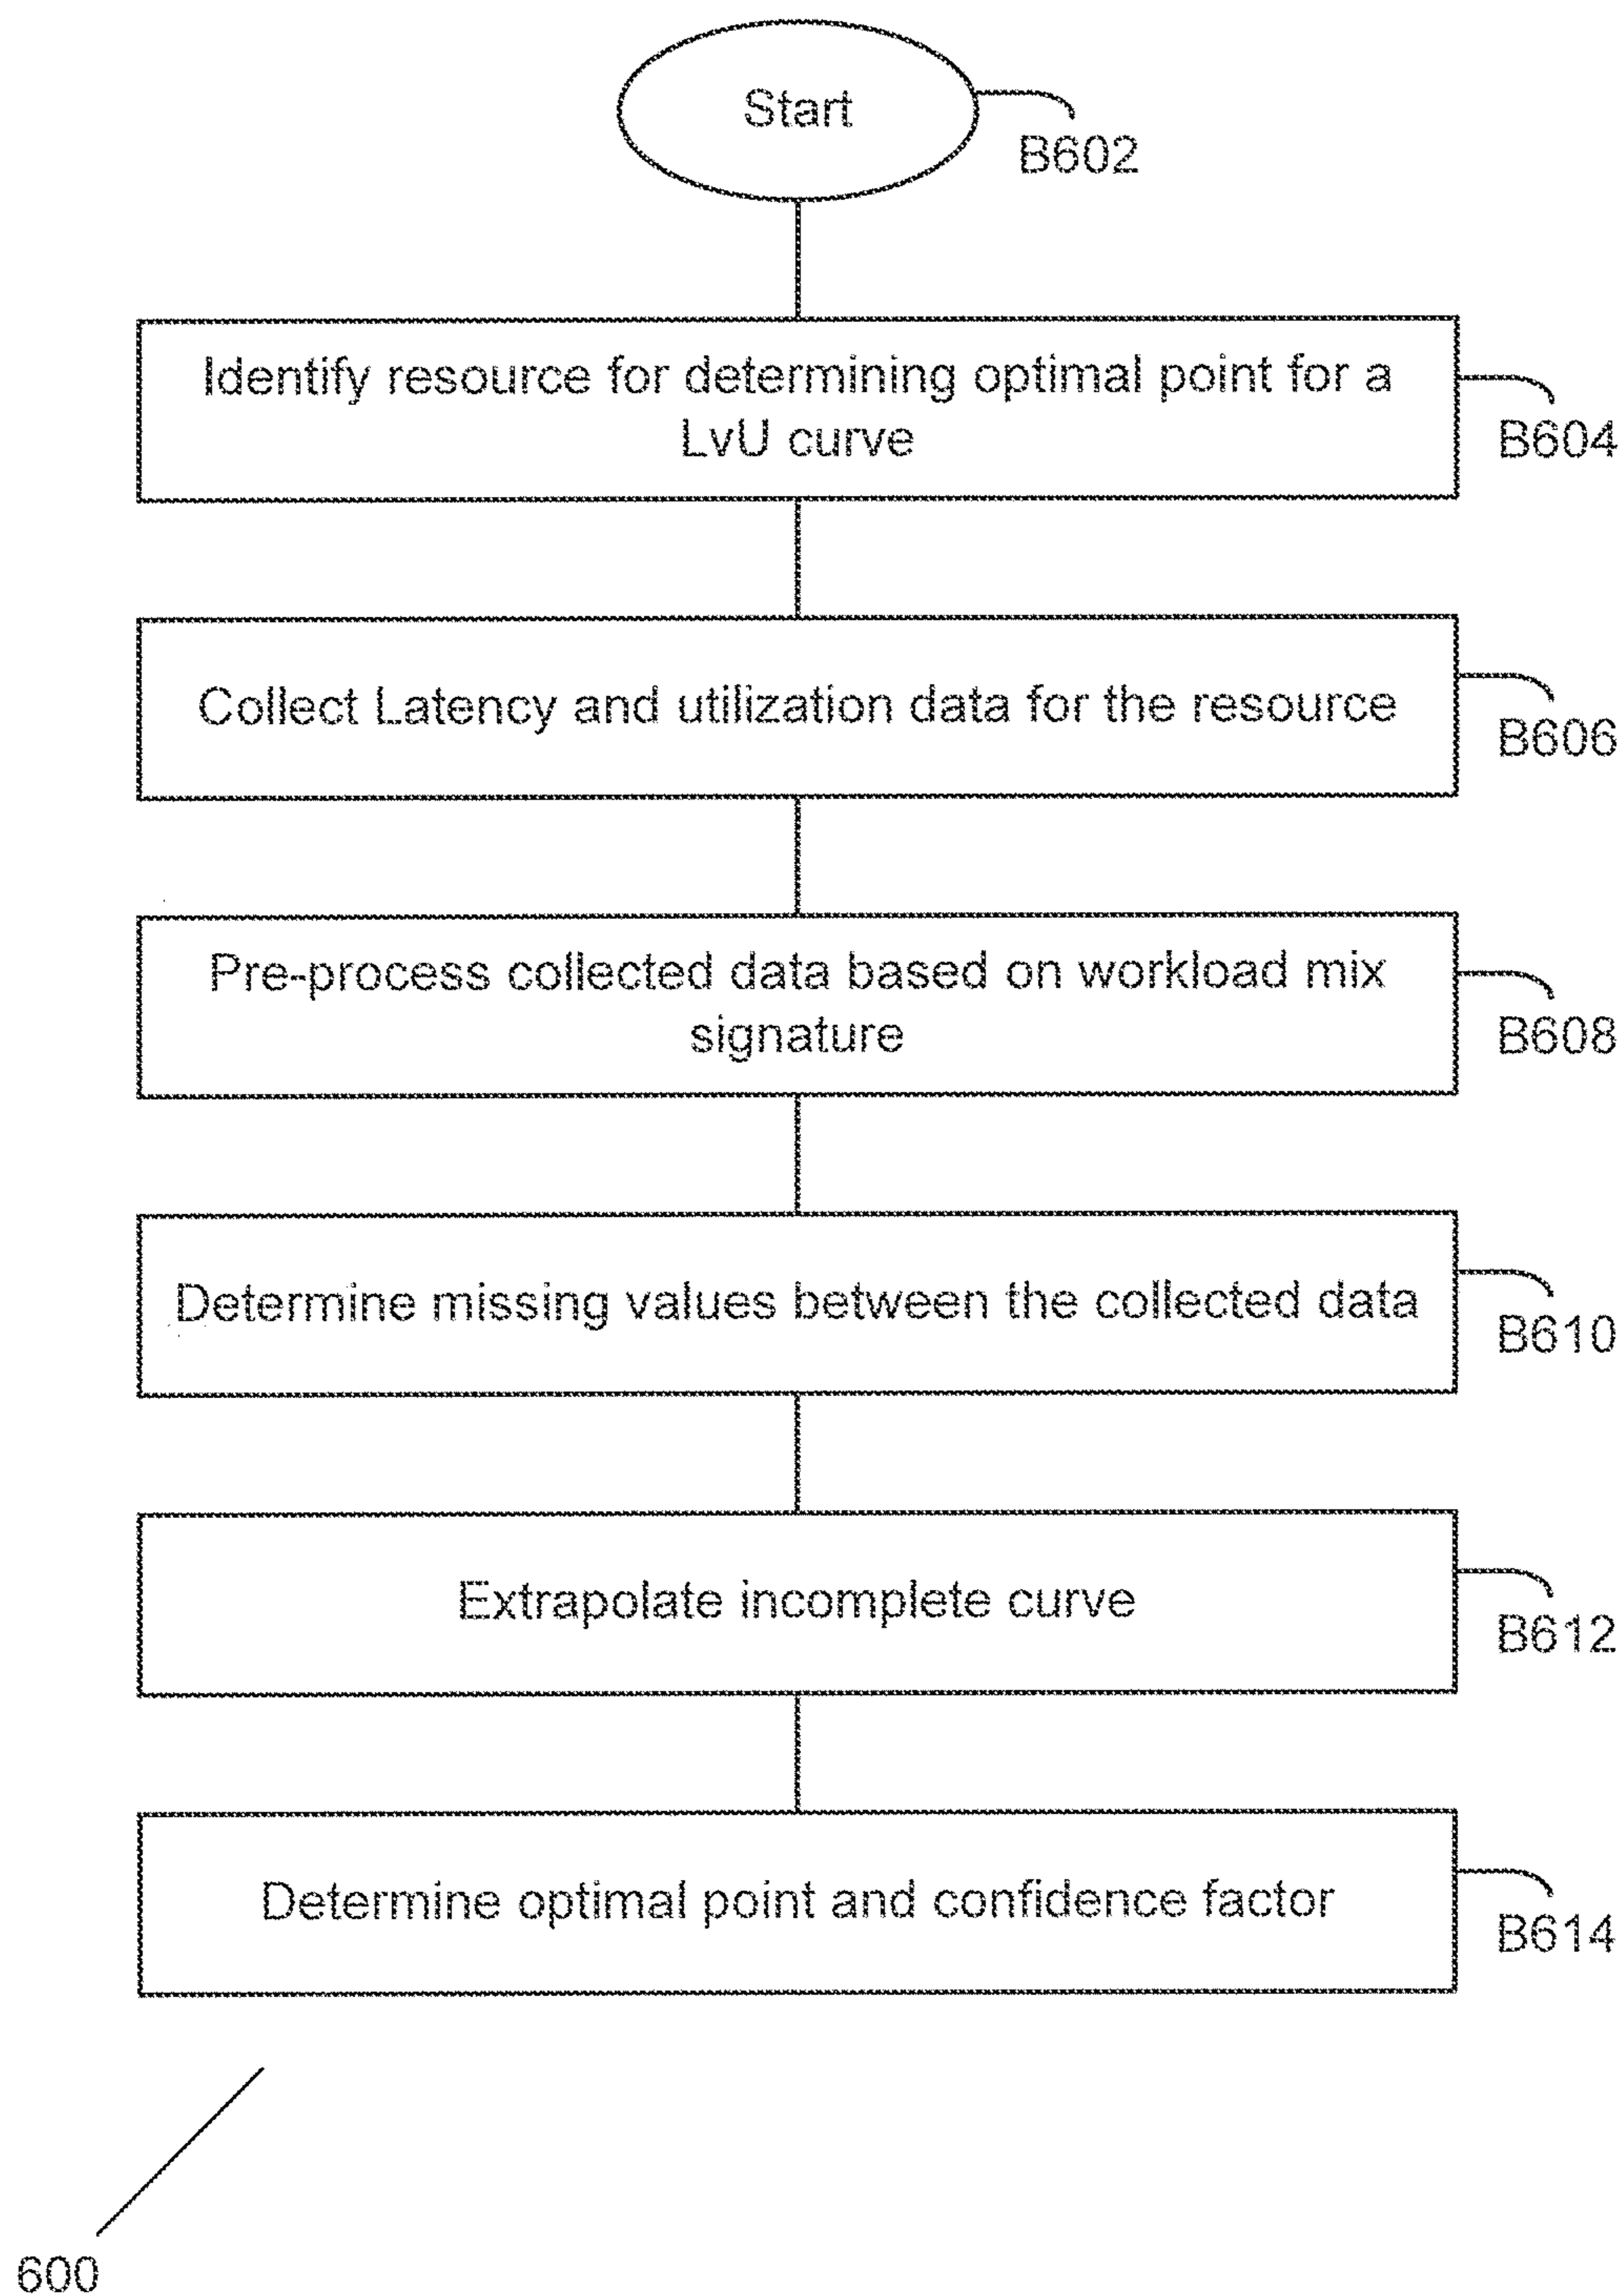 Start
B602
Identify resource for determining optimal point for a
LvU curve
B604
Collect Latency and utilization data for the resource
B606
Pre-process collected data based on workload mix
signature
B608
Determine missing values between the collected data
B610
Extrapolate incomplete curve
B612
Determine optimal point and confidence factor
B614
600